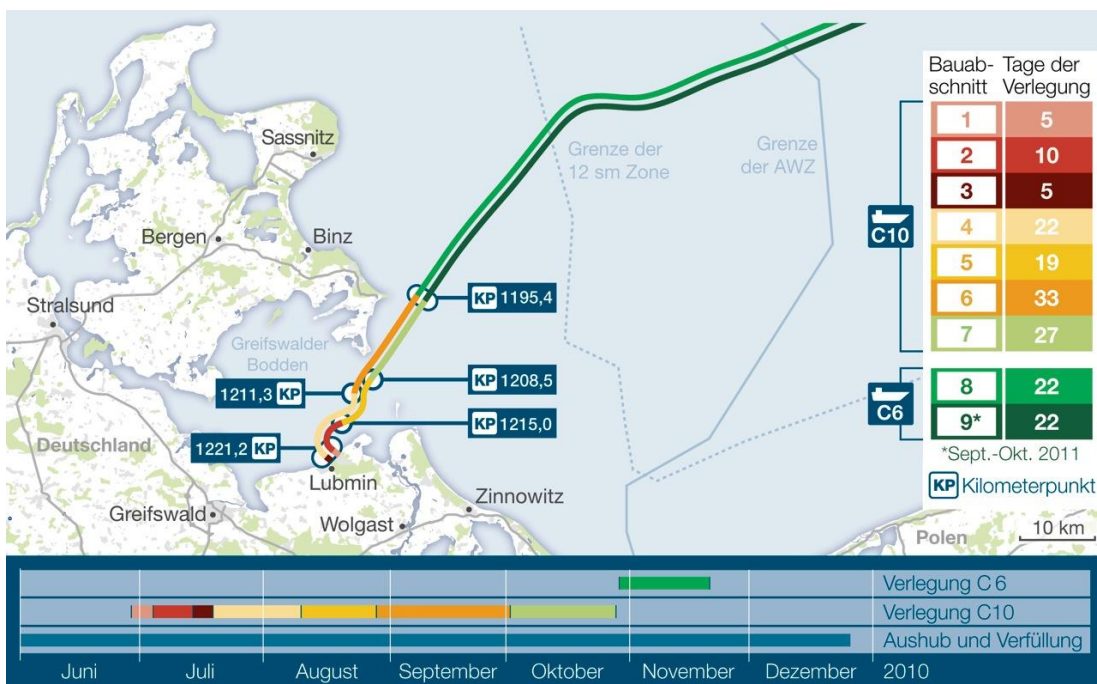 Bauab-
schnitt
Tage der
Verlegung
1 5
2 10
3 5
4 22
5 19
6 33
7 27
C10
8 22
9* 22
C6
*Sept.-Okt. 2011
KP Kilometerpunkt
10 km
Grenze der
12 sm Zone
Grenze
der AWZ
Sassnitz
Bergen
Binz
Stralsund
Greifswalder
Bodden
KP 1195,4
KP 1208,5
1211,3 KP
KP 1215,0
1221,2 KP
Deutschland
Lubmin
Greifswald
Zinnowitz
Wolgast
Polen
Verlegung C 6
Verlegung C10
Aushub und Verfüllung
Juni Juli August September Oktober November Dezember 2010